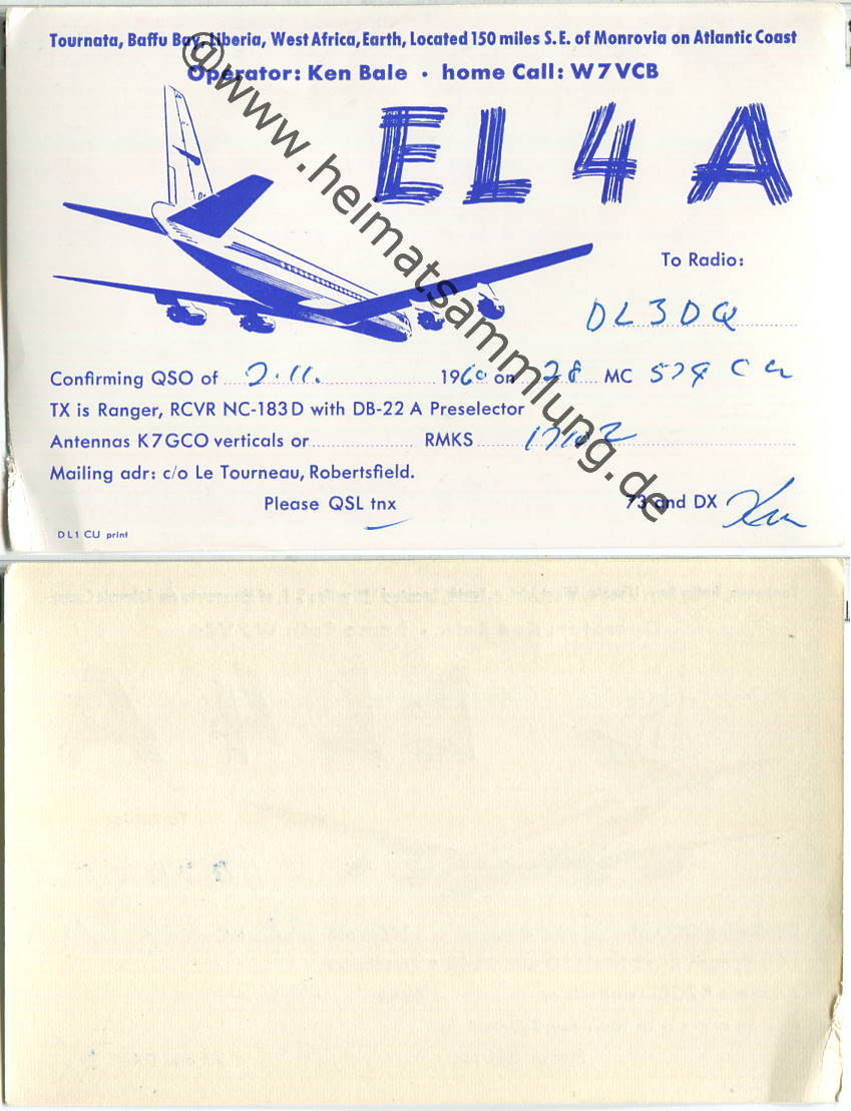 Tournata, Baffu Bay, Liberia, West Africa, Earth, Located 150 miles S.E. of Monrovia on Atlantic Coast
Operator: Ken Bale · home Call: W7VCB
EL4A
To Radio:
DL3DQ
Confirming QSO of 2.11. 1960 on 28 MC 579 CW
TX is Ranger, RCVR NC-183D with DB-22 A Preselector
Antennas K7GCO verticals or RMKS
Mailing adr: c/o Le Tourneau, Robertsfield.
Please QSL tnx 73 and DX Ken
DL1CU print
@www.heimatsammlung.de